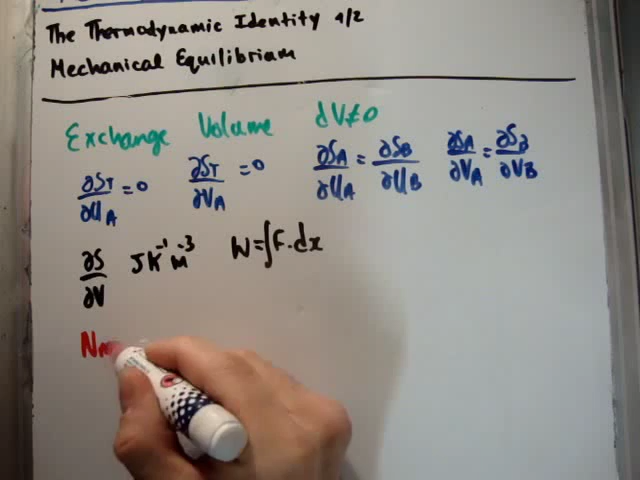 The Thermodynamic Identity 1/2
Mechanical Equilibrium
Exchange Volume dV≠0
∂S_T/∂U_A = 0 ∂S_T/∂V_A = 0 ∂S_A/∂U_A = ∂S_B/∂U_B ∂S_A/∂V_A = ∂S_B/∂V_B
∂S/∂V JK⁻¹m⁻³ W=∫F.dx